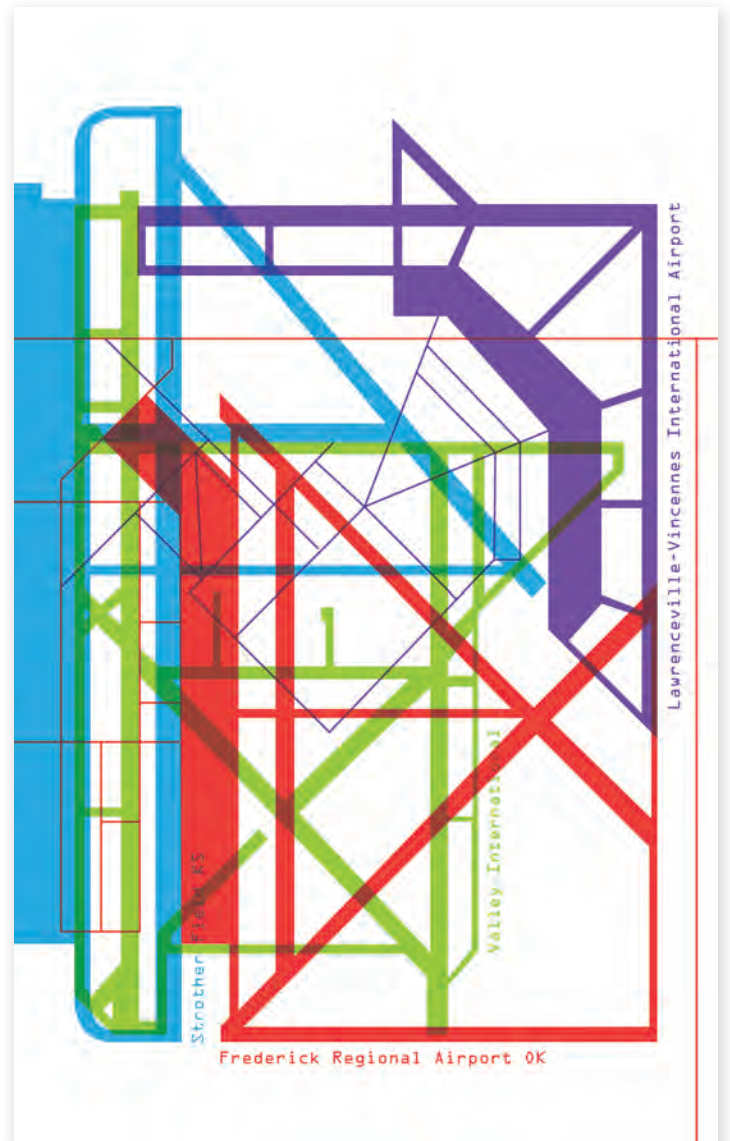 Lawrenceville-Vincennes International Airport
Valley International
Strother Field KS
Frederick Regional Airport OK